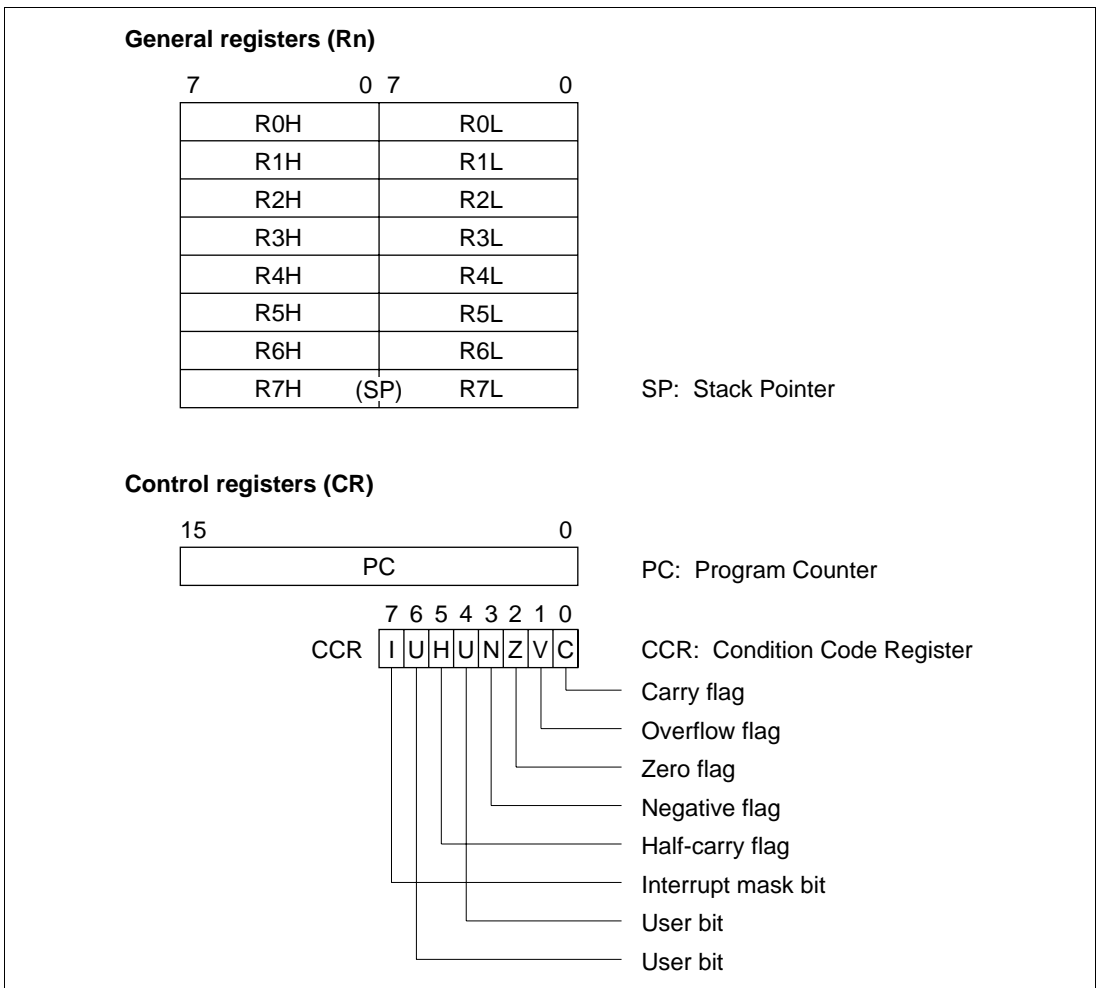 General registers (Rn)
7 0 7 0
R0H R0L
R1H R1L
R2H R2L
R3H R3L
R4H R4L
R5H R5L
R6H R6L
R7H (SP) R7L SP: Stack Pointer
Control registers (CR)
15 0
PC PC: Program Counter
7 6 5 4 3 2 1 0
CCR I U H U N Z V C CCR: Condition Code Register
Carry flag
Overflow flag
Zero flag
Negative flag
Half-carry flag
Interrupt mask bit
User bit
User bit